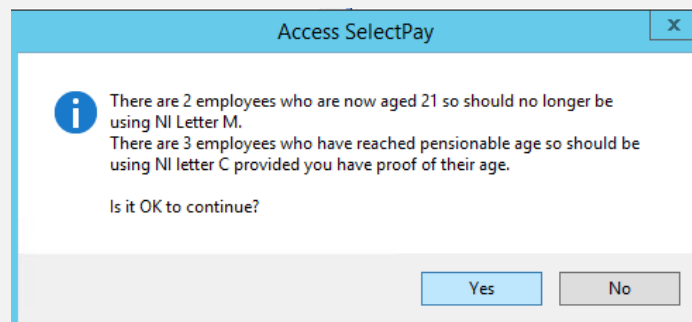 Access SelectPay
x
There are 2 employees who are now aged 21 so should no longer be
using NI Letter M.
There are 3 employees who have reached pensionable age so should be
using NI letter C provided you have proof of their age.
Is it OK to continue?
Yes
No